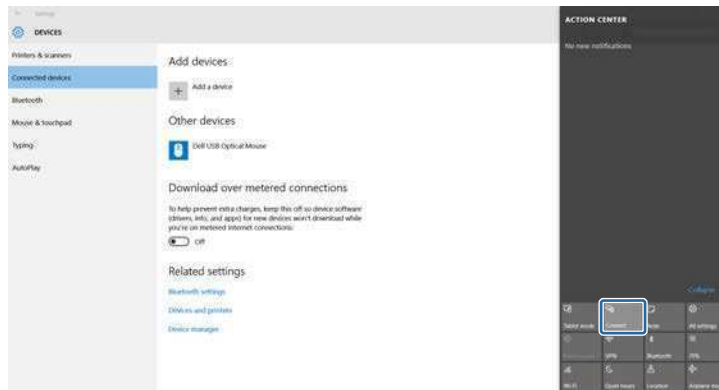 Settings
DEVICES
Printers & scanners
Connected devices
Bluetooth
Mouse & touchpad
Typing
AutoPlay
Add devices
Add a device
Other devices
Dell USB Optical Mouse
Download over metered connections
To help prevent extra charges, keep this off so device software
(drivers, info, and apps) for new devices won't download while
you're on metered Internet connections:
Off
Related settings
Bluetooth settings
Devices and printers
Device manager
ACTION CENTER
No new notifications
Collapse
Tablet mode
Connect
Note
All settings
VPN
Bluetooth
70%
Wi-Fi
Quiet hours
Location
Airplane mo